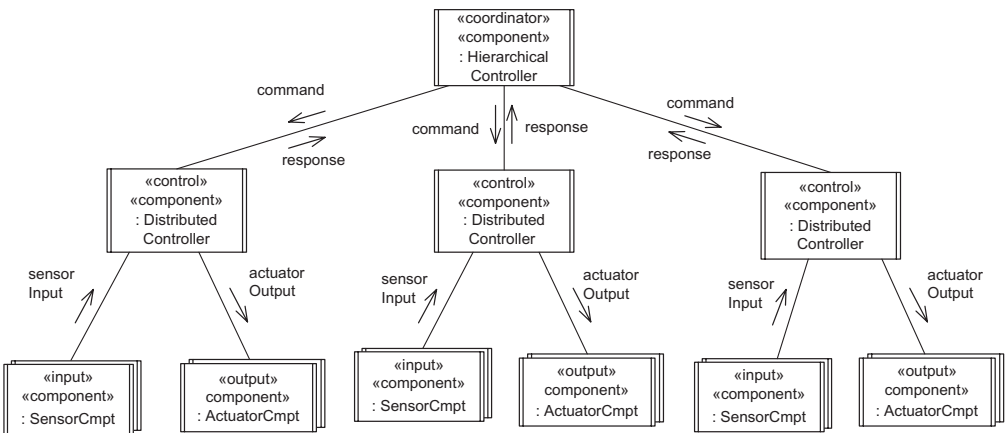 «coordinator»
«component»
: Hierarchical
Controller
command
response
command
response
command
response
«control»
«component»
: Distributed
Controller
«control»
«component»
: Distributed
Controller
«control»
«component»
: Distributed
Controller
sensor
Input
actuator
Output
sensor
Input
actuator
Output
sensor
Input
actuator
Output
«input»
«component»
: SensorCmpt
«output»
component»
: ActuatorCmpt
«input»
«component»
: SensorCmpt
«output»
component»
: ActuatorCmpt
«input»
«component»
: SensorCmpt
«output»
component»
: ActuatorCmpt